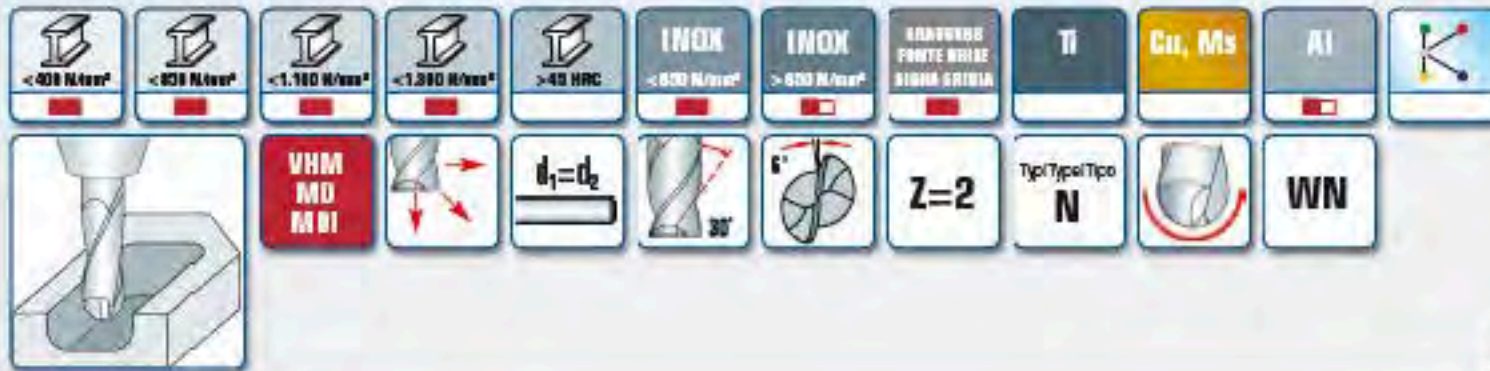 <400 N/mm²
<850 N/mm²
<1.100 N/mm²
<1.300 N/mm²
>45 HRC
INOX
<850 N/mm²
INOX
>850 N/mm²
Ti
Cu, Ms
Al
VHM
MD
MDI
d₁=d₂
30°
6°
Z=2
Typ/Type/Tipo
N
WN